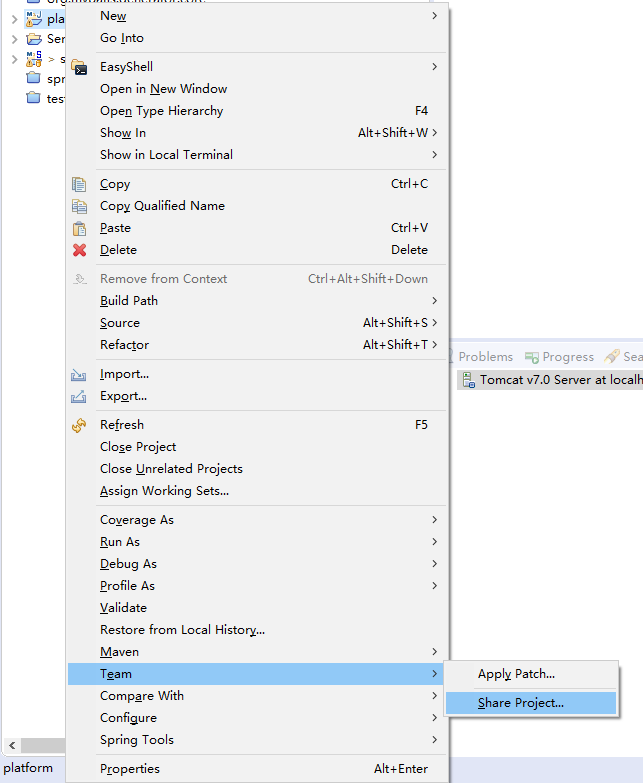 New
Go Into
EasyShell
Open in New Window
Open Type Hierarchy F4
Show In Alt+Shift+W
Show in Local Terminal
Copy Ctrl+C
Copy Qualified Name
Paste Ctrl+V
Delete Delete
Remove from Context Ctrl+Alt+Shift+Down
Build Path
Source Alt+Shift+S
Refactor Alt+Shift+T
Import...
Export...
Refresh F5
Close Project
Close Unrelated Projects
Assign Working Sets...
Coverage As
Run As
Debug As
Profile As
Validate
Restore from Local History...
Maven
Team
Compare With
Configure
Spring Tools
Properties Alt+Enter
Apply Patch...
Share Project...
pla
Ser
> s
spr
test
Problems Progress Sea
Tomcat v7.0 Server at localh
platform